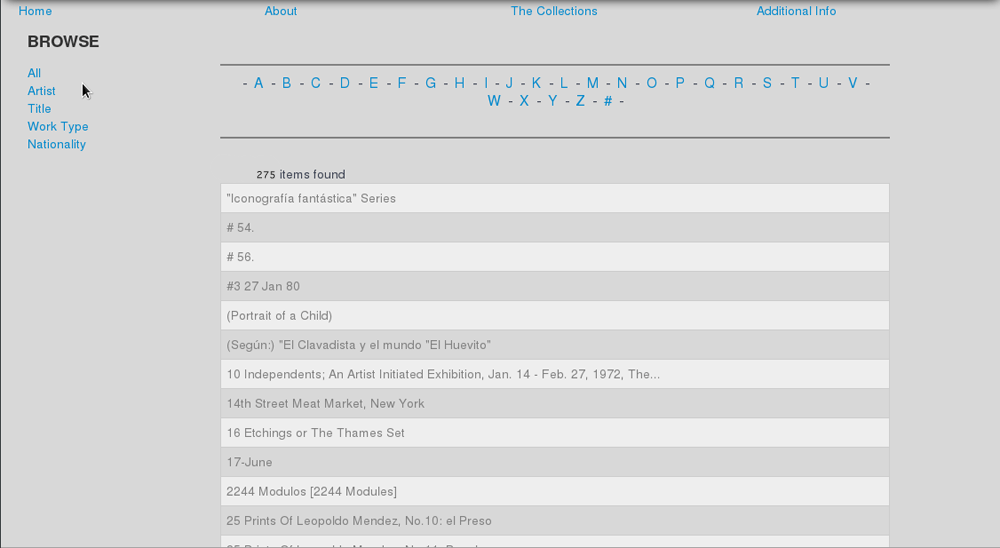 Home About The Collections Additional Info
BROWSE
All
Artist
Title
Work Type
Nationality
- A - B - C - D - E - F - G - H - I - J - K - L - M - N - O - P - Q - R - S - T - U - V -
W - X - Y - Z - # -
275 items found
"Iconografía fantástica" Series
# 54.
# 56.
#3 27 Jan 80
(Portrait of a Child)
(Según:) "El Clavadista y el mundo "El Huevito"
10 Independents; An Artist Initiated Exhibition, Jan. 14 - Feb. 27, 1972, The...
14th Street Meat Market, New York
16 Etchings or The Thames Set
17-June
2244 Modulos [2244 Modules]
25 Prints Of Leopoldo Mendez, No.10: el Preso